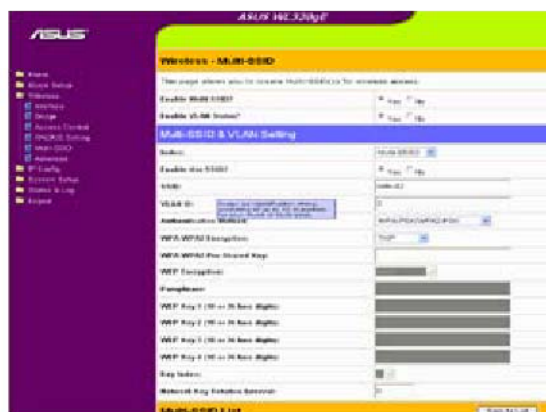 ASUS WL330gE
ASUS
Home
Quick Setup
Wireless
Interface
Bridge
Access Control
RADIUS Setting
Multi-SSID
Advanced
IP Config
System Setup
Status & Log
Logout
Wireless - Multi-SSID
This page allows you to create Multi-SSID(s) for wireless access.
Enable Multi-SSID? Yes No
Enable VLAN Status? Yes No
Multi-SSID & VLAN Setting
Index:
Enable this SSID? Yes No
SSID:
VLAN ID: 0
Authentication Method: WPA-PSK/WPA2-PSK
WPA/WPA2 Encryption: TKIP
WPA/WPA2 Pre-Shared Key:
WEP Encryption:
Passphrase:
WEP Key 1 (10 or 26 hex digits)
WEP Key 2 (10 or 26 hex digits)
WEP Key 3 (10 or 26 hex digits)
WEP Key 4 (10 or 26 hex digits)
Key Index:
Network Key Rotation Interval: 0
Multi-SSID List